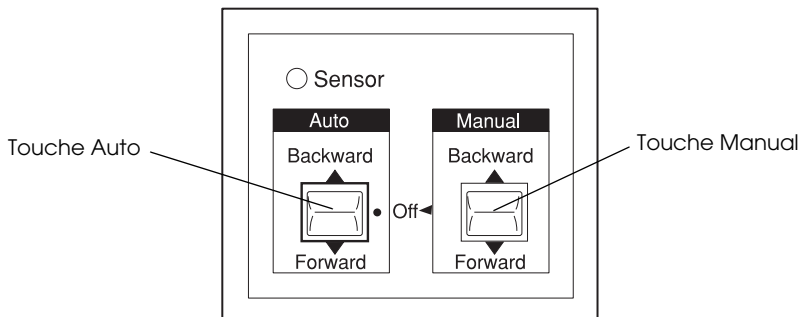 Sensor
Auto
Manual
Touche Auto
Backward
Backward
Touche Manual
Off
Forward
Forward